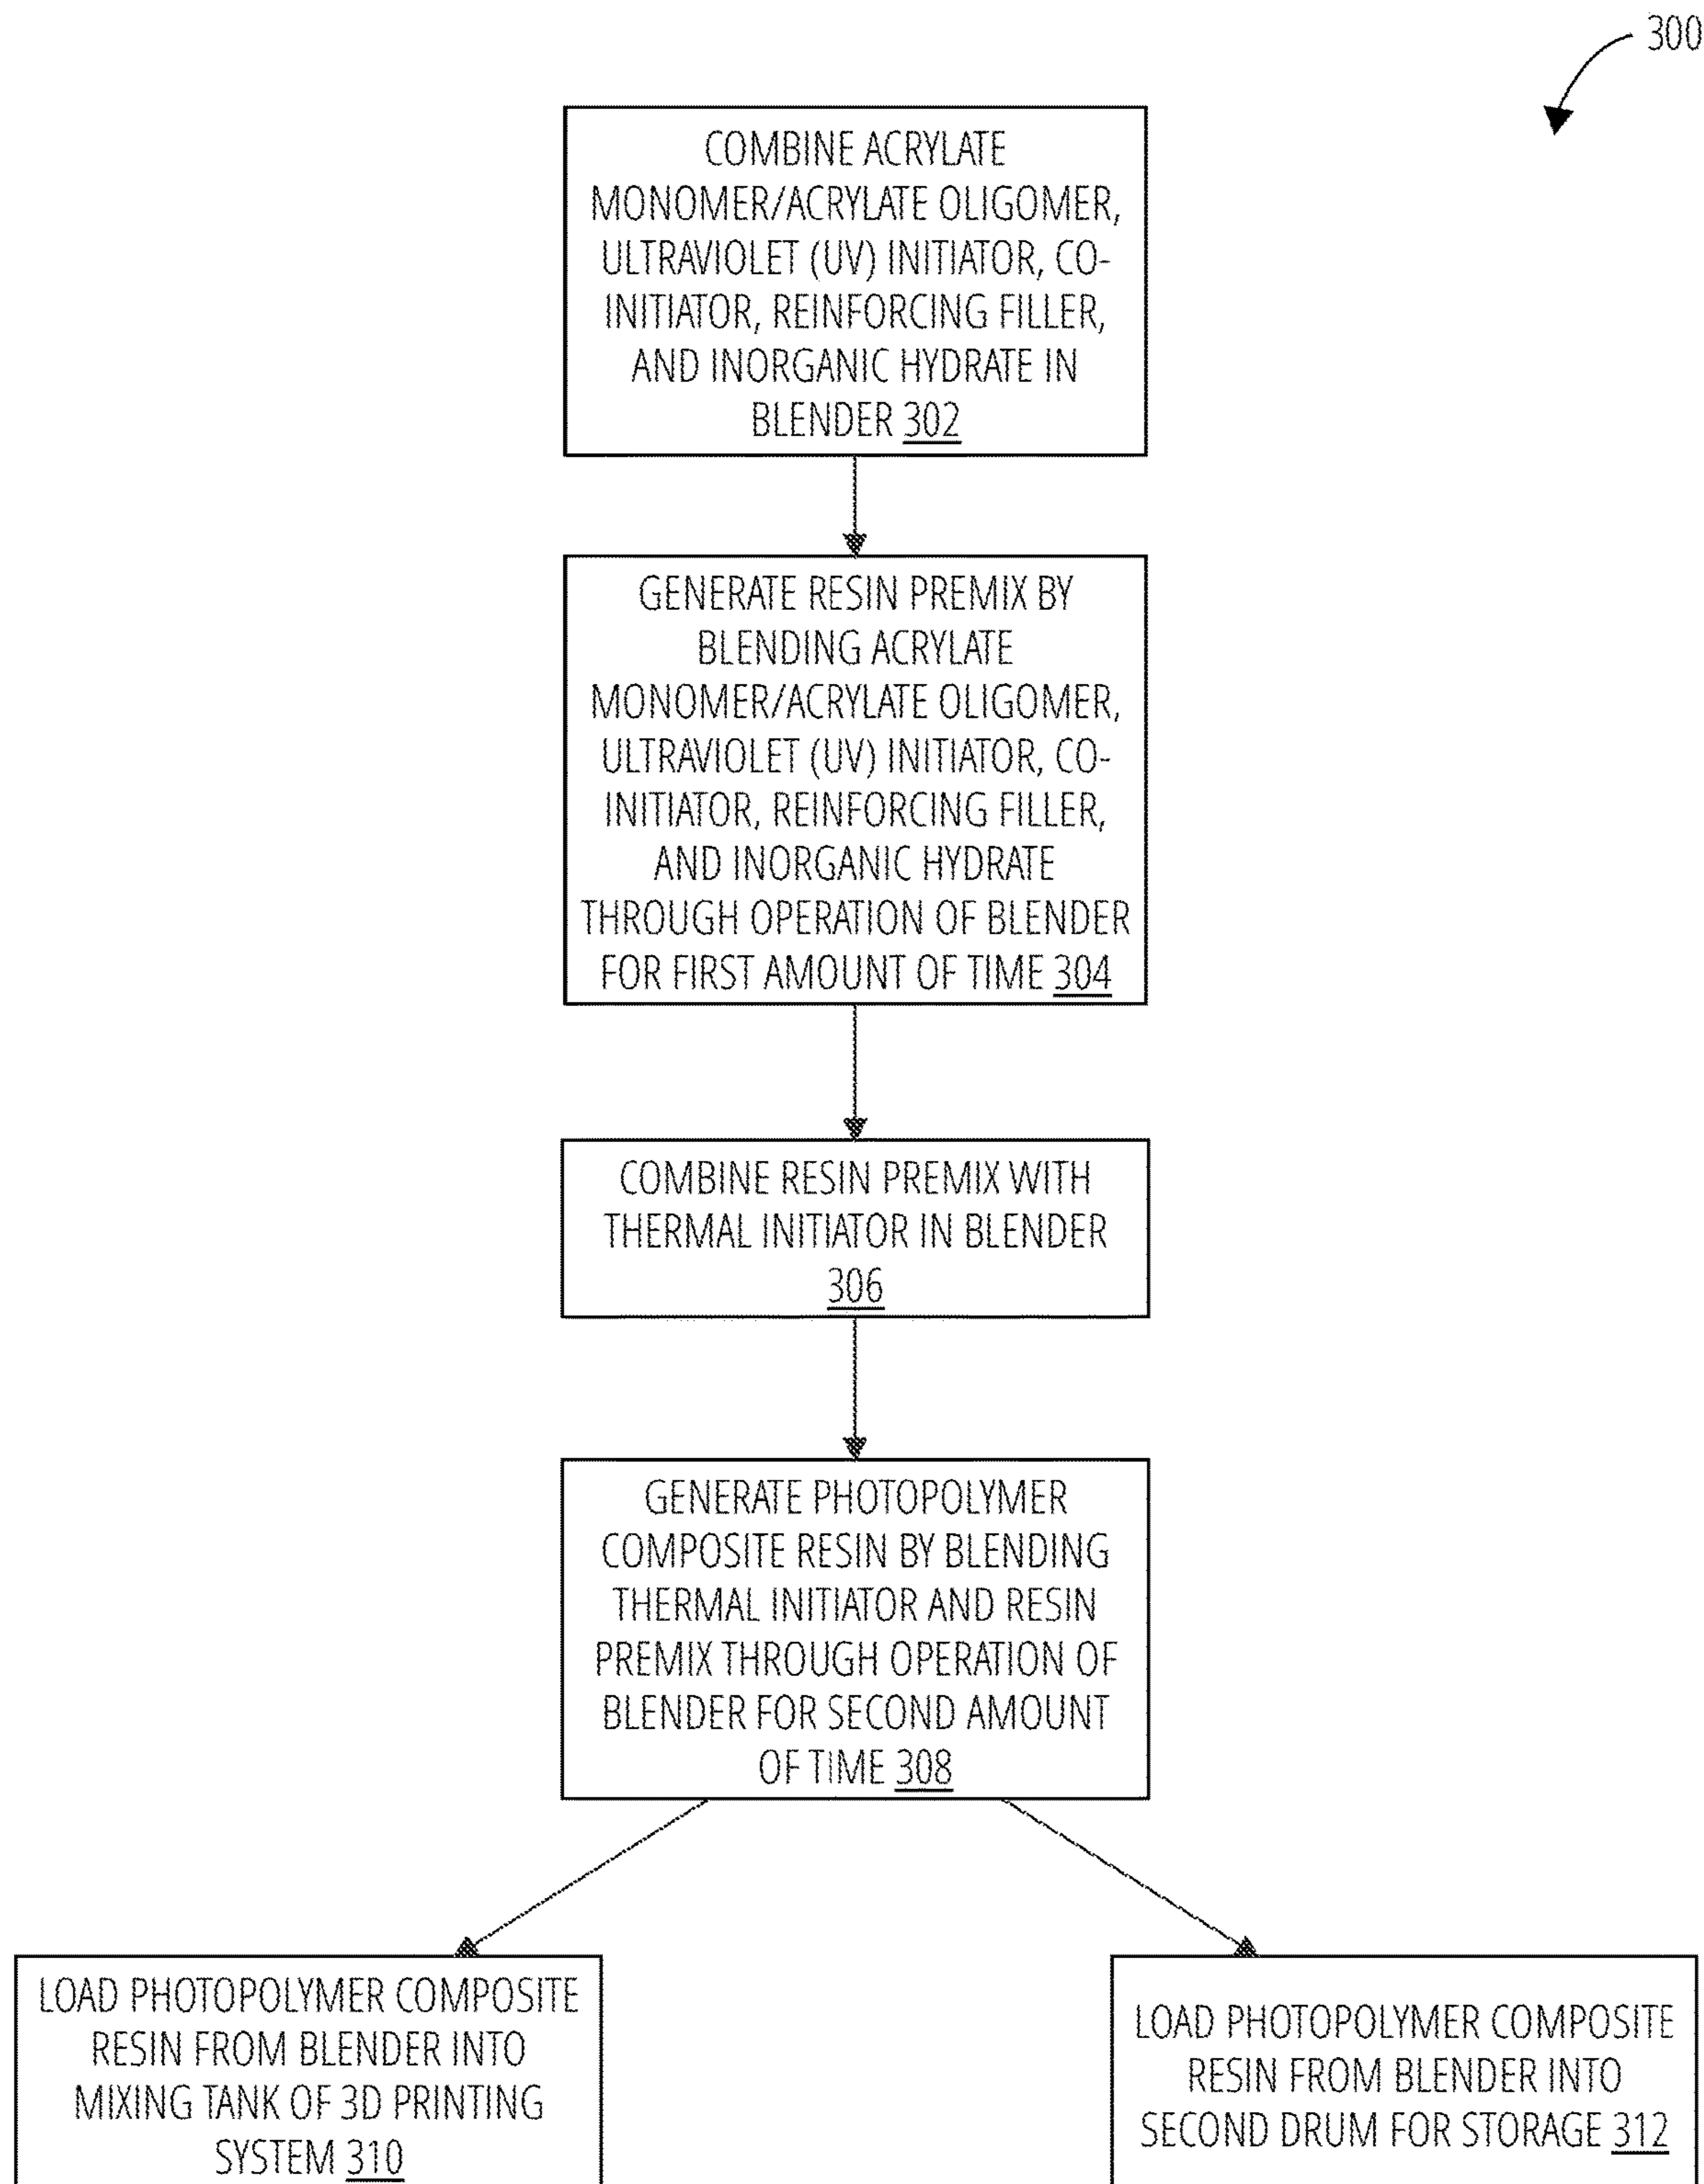 300
COMBINE ACRYLATE
MONOMER/ACRYLATE OLIGOMER,
ULTRAVIOLET (UV) INITIATOR, CO-
INITIATOR, REINFORCING FILLER,
AND INORGANIC HYDRATE IN
BLENDER 302
GENERATE RESIN PREMIX BY
BLENDING ACRYLATE
MONOMER/ACRYLATE OLIGOMER,
ULTRAVIOLET (UV) INITIATOR, CO-
INITIATOR, REINFORCING FILLER,
AND INORGANIC HYDRATE
THROUGH OPERATION OF BLENDER
FOR FIRST AMOUNT OF TIME 304
COMBINE RESIN PREMIX WITH
THERMAL INITIATOR IN BLENDER
306
GENERATE PHOTOPOLYMER
COMPOSITE RESIN BY BLENDING
THERMAL INITIATOR AND RESIN
PREMIX THROUGH OPERATION OF
BLENDER FOR SECOND AMOUNT
OF TIME 308
LOAD PHOTOPOLYMER COMPOSITE
RESIN FROM BLENDER INTO
MIXING TANK OF 3D PRINTING
SYSTEM 310
LOAD PHOTOPOLYMER COMPOSITE
RESIN FROM BLENDER INTO
SECOND DRUM FOR STORAGE 312